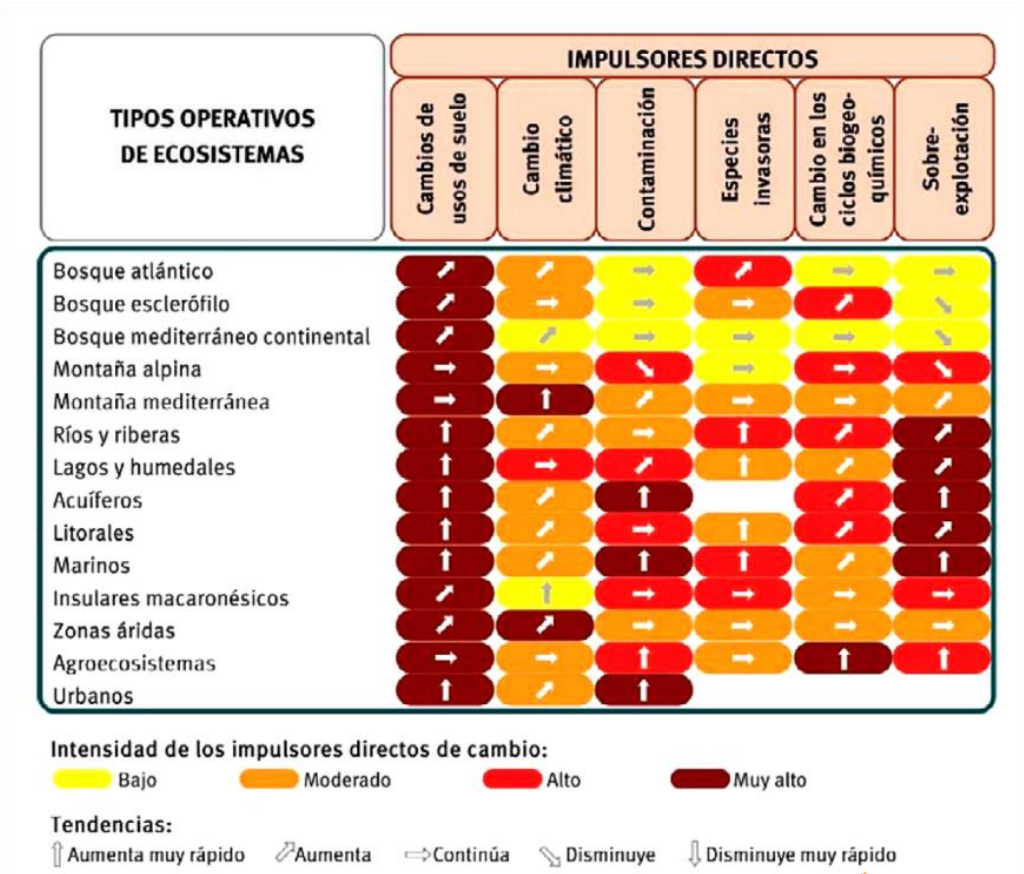 TIPOS OPERATIVOS
DE ECOSISTEMAS
IMPULSORES DIRECTOS
Cambios de
usos de suelo
Cambio
climático
Contaminación
Especies
invasoras
Cambio en los
ciclos biogeo-
químicos
Sobre-
explotación
Bosque atlántico
Bosque esclerófilo
Bosque mediterráneo continental
Montaña alpina
Montaña mediterránea
Ríos y riberas
Lagos y humedales
Acuíferos
Litorales
Marinos
Insulares macaronésicos
Zonas áridas
Agroecosistemas
Urbanos
Intensidad de los impulsores directos de cambio:
Bajo Moderado Alto Muy alto
Tendencias:
Aumenta muy rápido Aumenta Continúa Disminuye Disminuye muy rápido